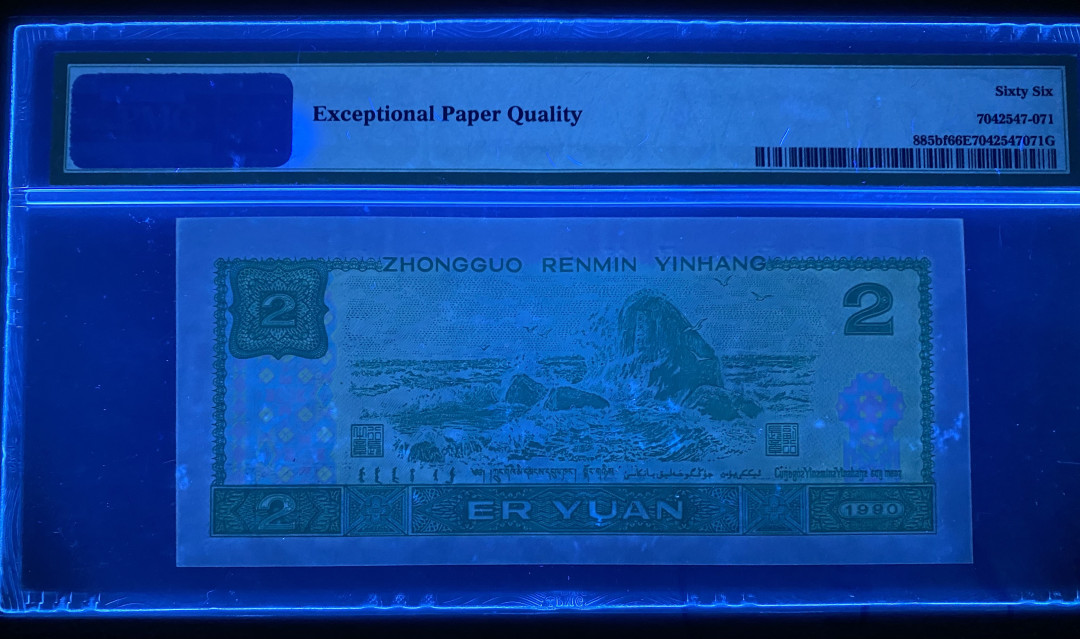 Sixty Six
Exceptional Paper Quality
7042547-071
885bf66E7042547071G
ZHONGGUO RENMIN YINHANG
2
2
2
ER YUAN
1990